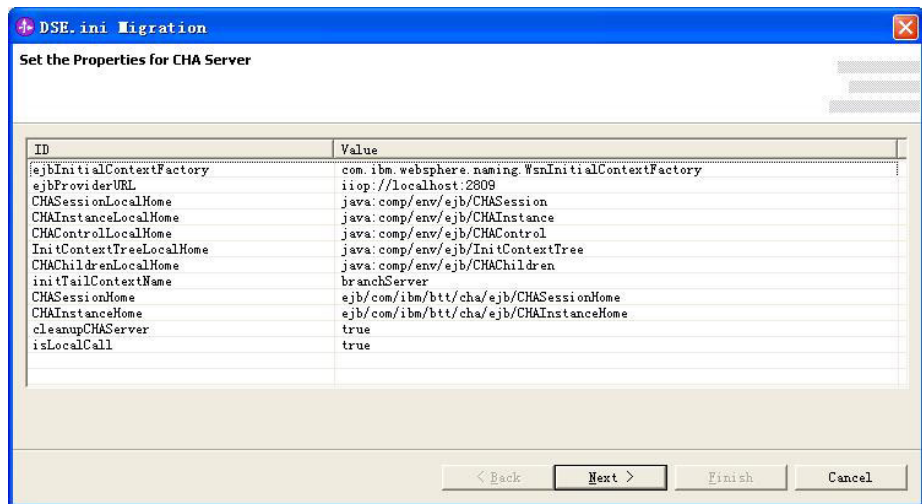 DSE.ini Migration
Set the Properties for CHA Server
ID Value
ejbInitialContextFactory com.ibm.websphere.naming.WsnInitialContextFactory
ejbProviderURL iiop://localhost:2809
CHASessionLocalHome java:comp/env/ejb/CHASession
CHAInstanceLocalHome java:comp/env/ejb/CHAInstance
CHAControlLocalHome java:comp/env/ejb/CHAControl
InitContextTreeLocalHome java:comp/env/ejb/InitContextTree
CHAChildrenLocalHome java:comp/env/ejb/CHAChildren
initTailContextName branchServer
CHASessionHome ejb/com/ibm/btt/cha/ejb/CHASessionHome
CHAInstanceHome ejb/com/ibm/btt/cha/ejb/CHAInstanceHome
cleanupCHAServer true
isLocalCall true
< Back Next > Finish Cancel